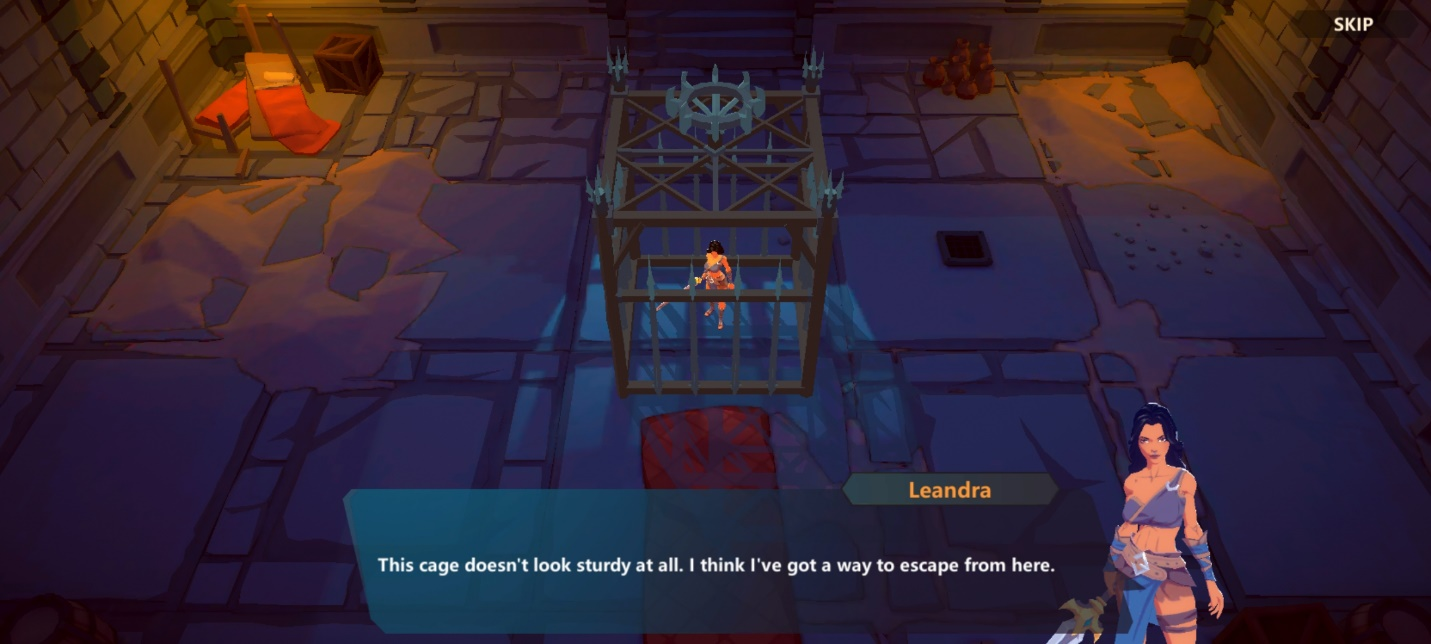 SKIP
Leandra
This cage doesn't look sturdy at all. I think I've got a way to escape from here.